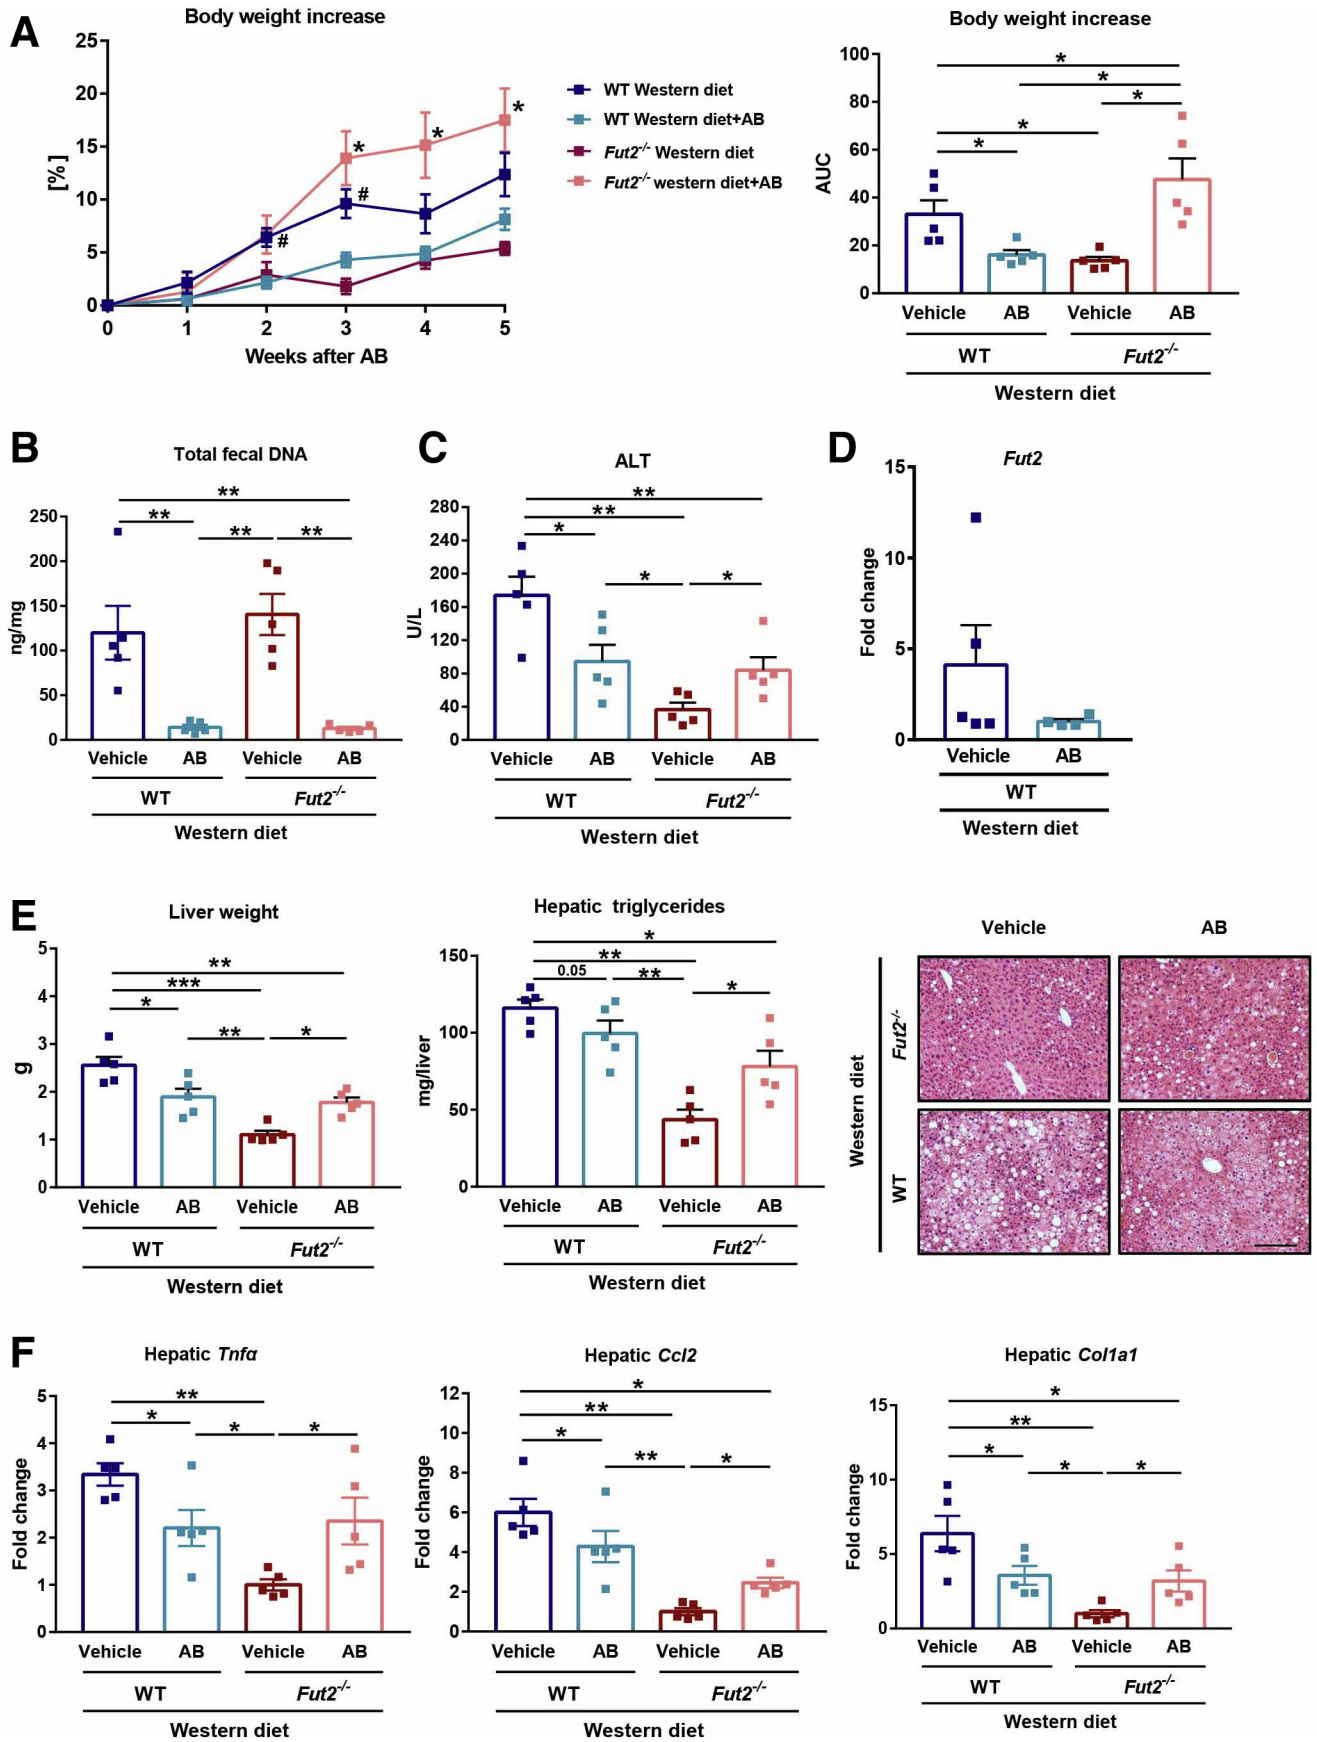 A
Body weight increase
25
20
15
10
5
0
[%]
0 1 2 3 4 5
Weeks after AB
* * * # #
WT Western diet
WT Western diet+AB
Fut2-/- Western diet
Fut2-/- western diet+AB
Body weight increase
100
80
60
40
20
0
AUC
*
*
*
*
*
Vehicle AB Vehicle AB
WT Fut2-/-
Western diet
B
Total fecal DNA
**
** ** **
250
200
150
100
50
0
ng/mg
Vehicle AB Vehicle AB
WT Fut2-/-
Western diet
C
ALT
**
**
*
* *
280
240
200
160
120
80
40
0
U/L
Vehicle AB Vehicle AB
WT Fut2-/-
Western diet
D
Fut2
15
10
5
0
Fold change
Vehicle AB
WT
Western diet
E
Liver weight
**
***
*
** *
5
4
3
2
1
0
g
Vehicle AB Vehicle AB
WT Fut2-/-
Western diet
Hepatic triglycerides
*
**
0.05 **
*
150
100
50
0
mg/liver
Vehicle AB Vehicle AB
WT Fut2-/-
Western diet
Vehicle AB
Western diet
Fut2-/-
WT
F
Hepatic Tnfα
**
*
* *
5
4
3
2
1
0
Fold change
Vehicle AB Vehicle AB
WT Fut2-/-
Western diet
Hepatic Ccl2
*
**
*
** *
12
10
8
6
4
2
0
Fold change
Vehicle AB Vehicle AB
WT Fut2-/-
Western diet
Hepatic Col1a1
*
**
*
* *
15
10
5
0
Fold change
Vehicle AB Vehicle AB
WT Fut2-/-
Western diet